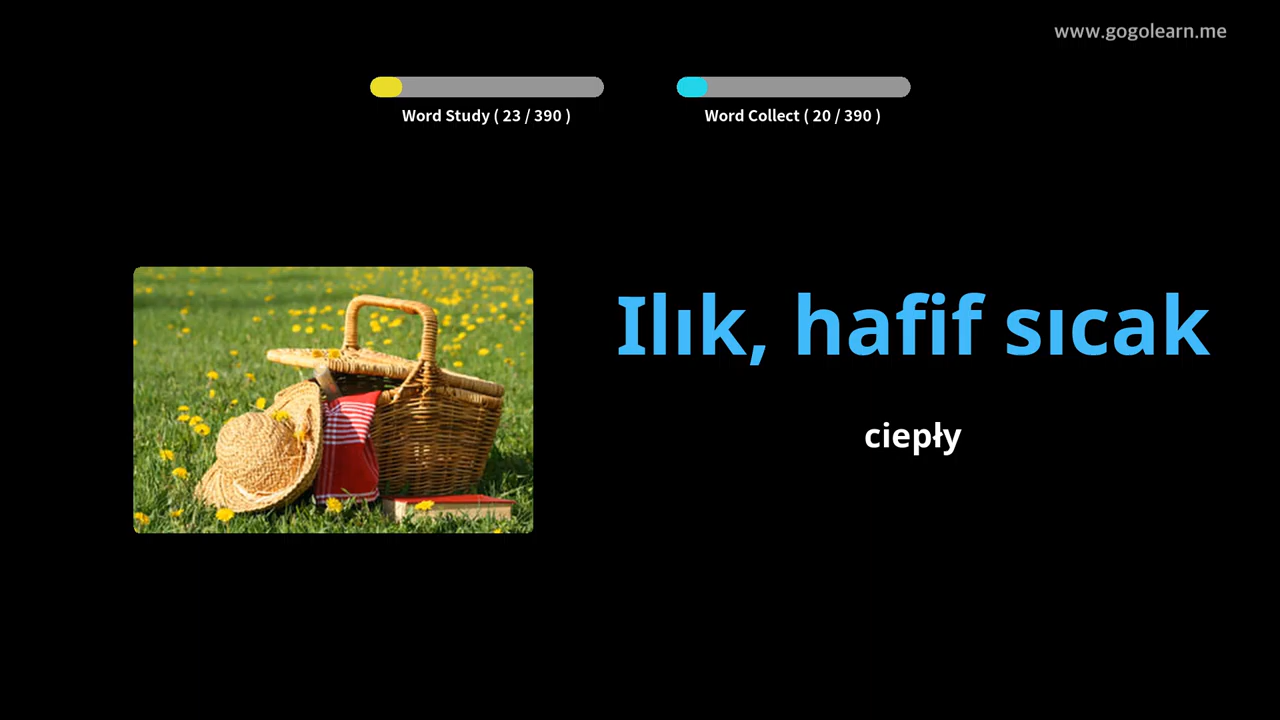 www.gogolearn.me
Word Study ( 23 / 390 )
Word Collect ( 20 / 390 )
Ilık, hafif sıcak
ciepły